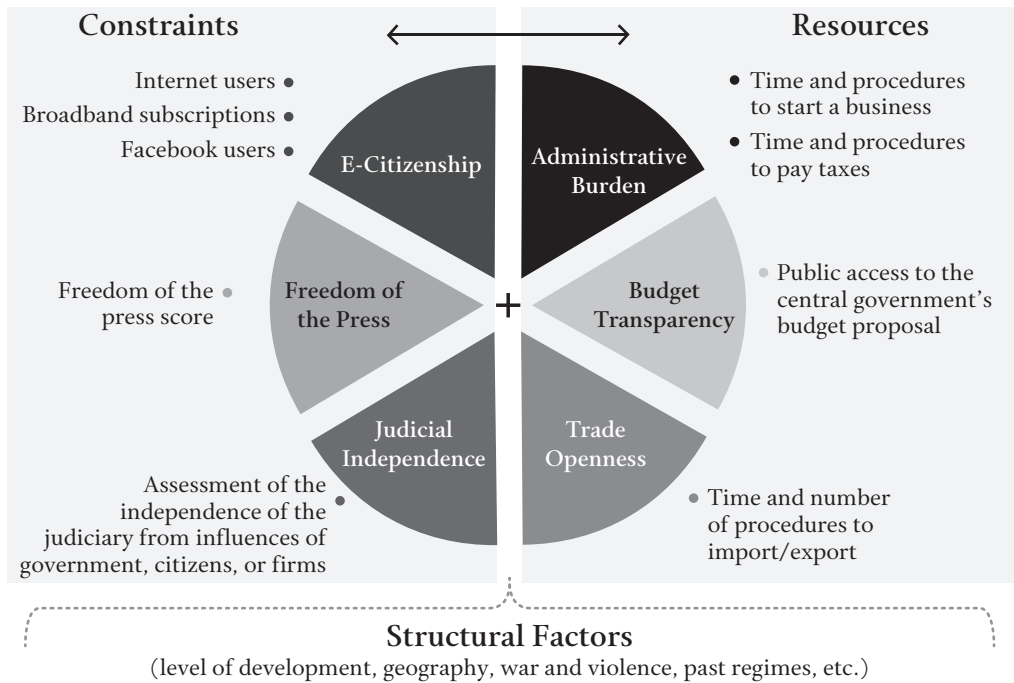 Constraints
Resources
Internet users
Broadband subscriptions
Facebook users
E-Citizenship
Administrative
Burden
Time and procedures
to start a business
Time and procedures
to pay taxes
Freedom of the
press score
Freedom of
the Press
+
Budget
Transparency
Public access to the
central government’s
budget proposal
Judicial
Independence
Trade
Openness
Assessment of the
independence of the
judiciary from influences of
government, citizens, or firms
Time and number
of procedures to
import/export
Structural Factors
(level of development, geography, war and violence, past regimes, etc.)